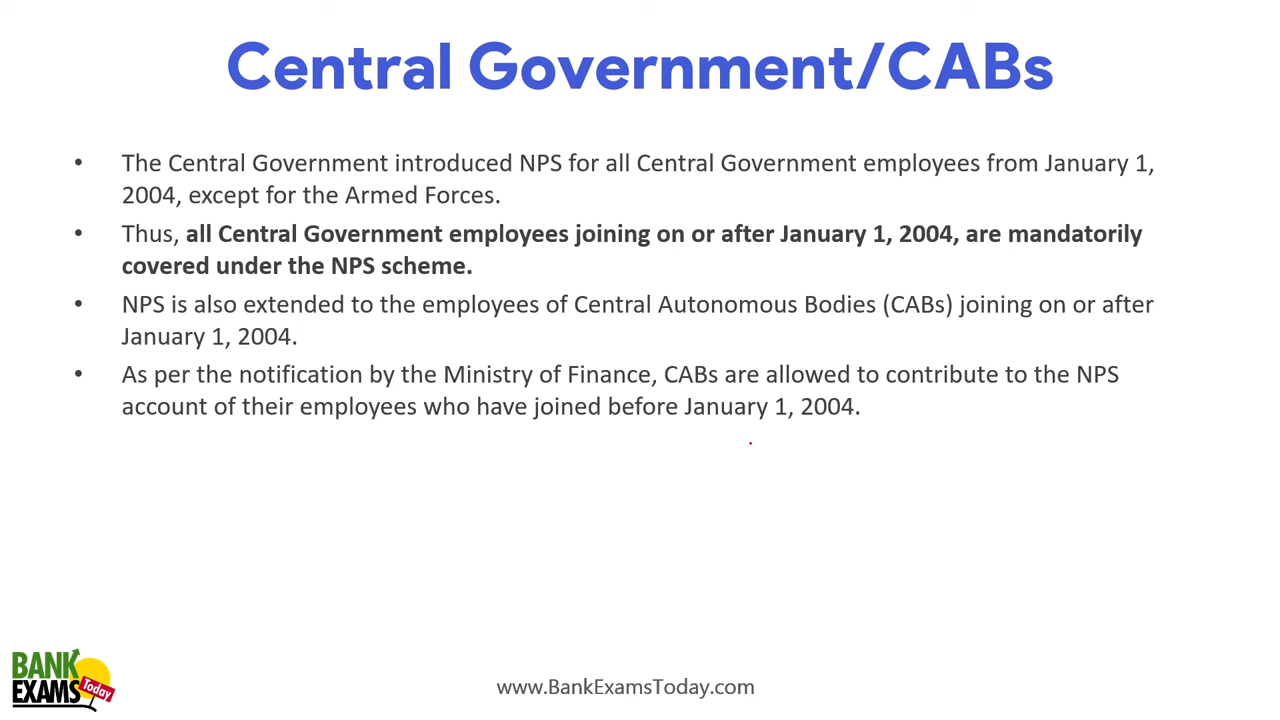 Central Government/CABs
• The Central Government introduced NPS for all Central Government employees from January 1,
2004, except for the Armed Forces.
• Thus, all Central Government employees joining on or after January 1, 2004, are mandatorily
covered under the NPS scheme.
• NPS is also extended to the employees of Central Autonomous Bodies (CABs) joining on or after
January 1, 2004.
• As per the notification by the Ministry of Finance, CABs are allowed to contribute to the NPS
account of their employees who have joined before January 1, 2004.
BANK
EXAMS
Today
www.BankExamsToday.com